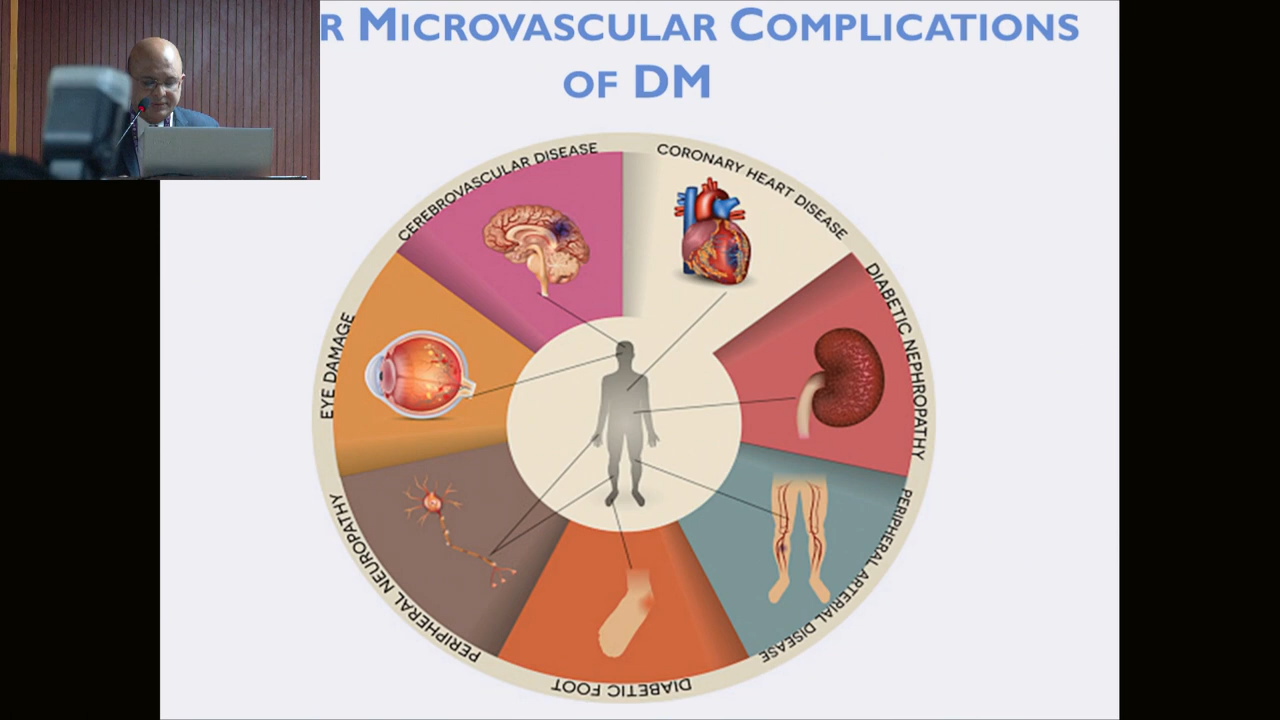 R MICROVASCULAR COMPLICATIONS
OF DM
CEREBROVASCULAR DISEASE
CORONARY HEART DISEASE
DIABETIC NEPHROPATHY
PERIPHERAL ARTERIAL DISEASE
DIABETIC FOOT
PERIPHERAL NEUROPATHY
EYE DAMAGE